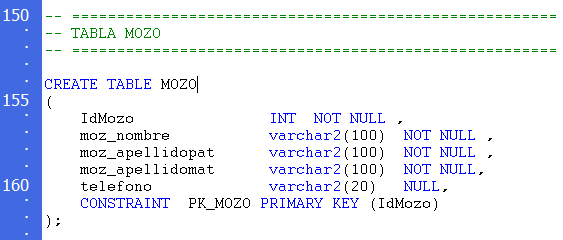 150 -- ======================================================
-- TABLA MOZO
-- ======================================================
CREATE TABLE MOZO
155 (
IdMozo INT NOT NULL ,
moz_nombre varchar2(100) NOT NULL ,
moz_apellidopat varchar2(100) NOT NULL ,
moz_apellidomat varchar2(100) NOT NULL,
160 telefono varchar2(20) NULL,
CONSTRAINT PK_MOZO PRIMARY KEY (IdMozo)
);